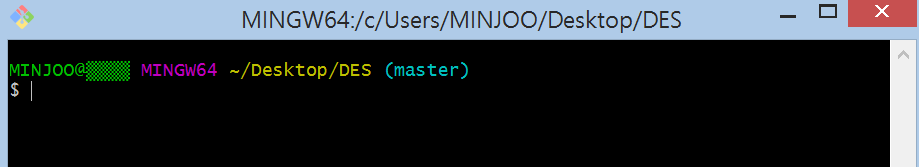 MINGW64:/c/Users/MINJOO/Desktop/DES
MINJOO@▒▒▒▒ MINGW64 ~/Desktop/DES (master)
$